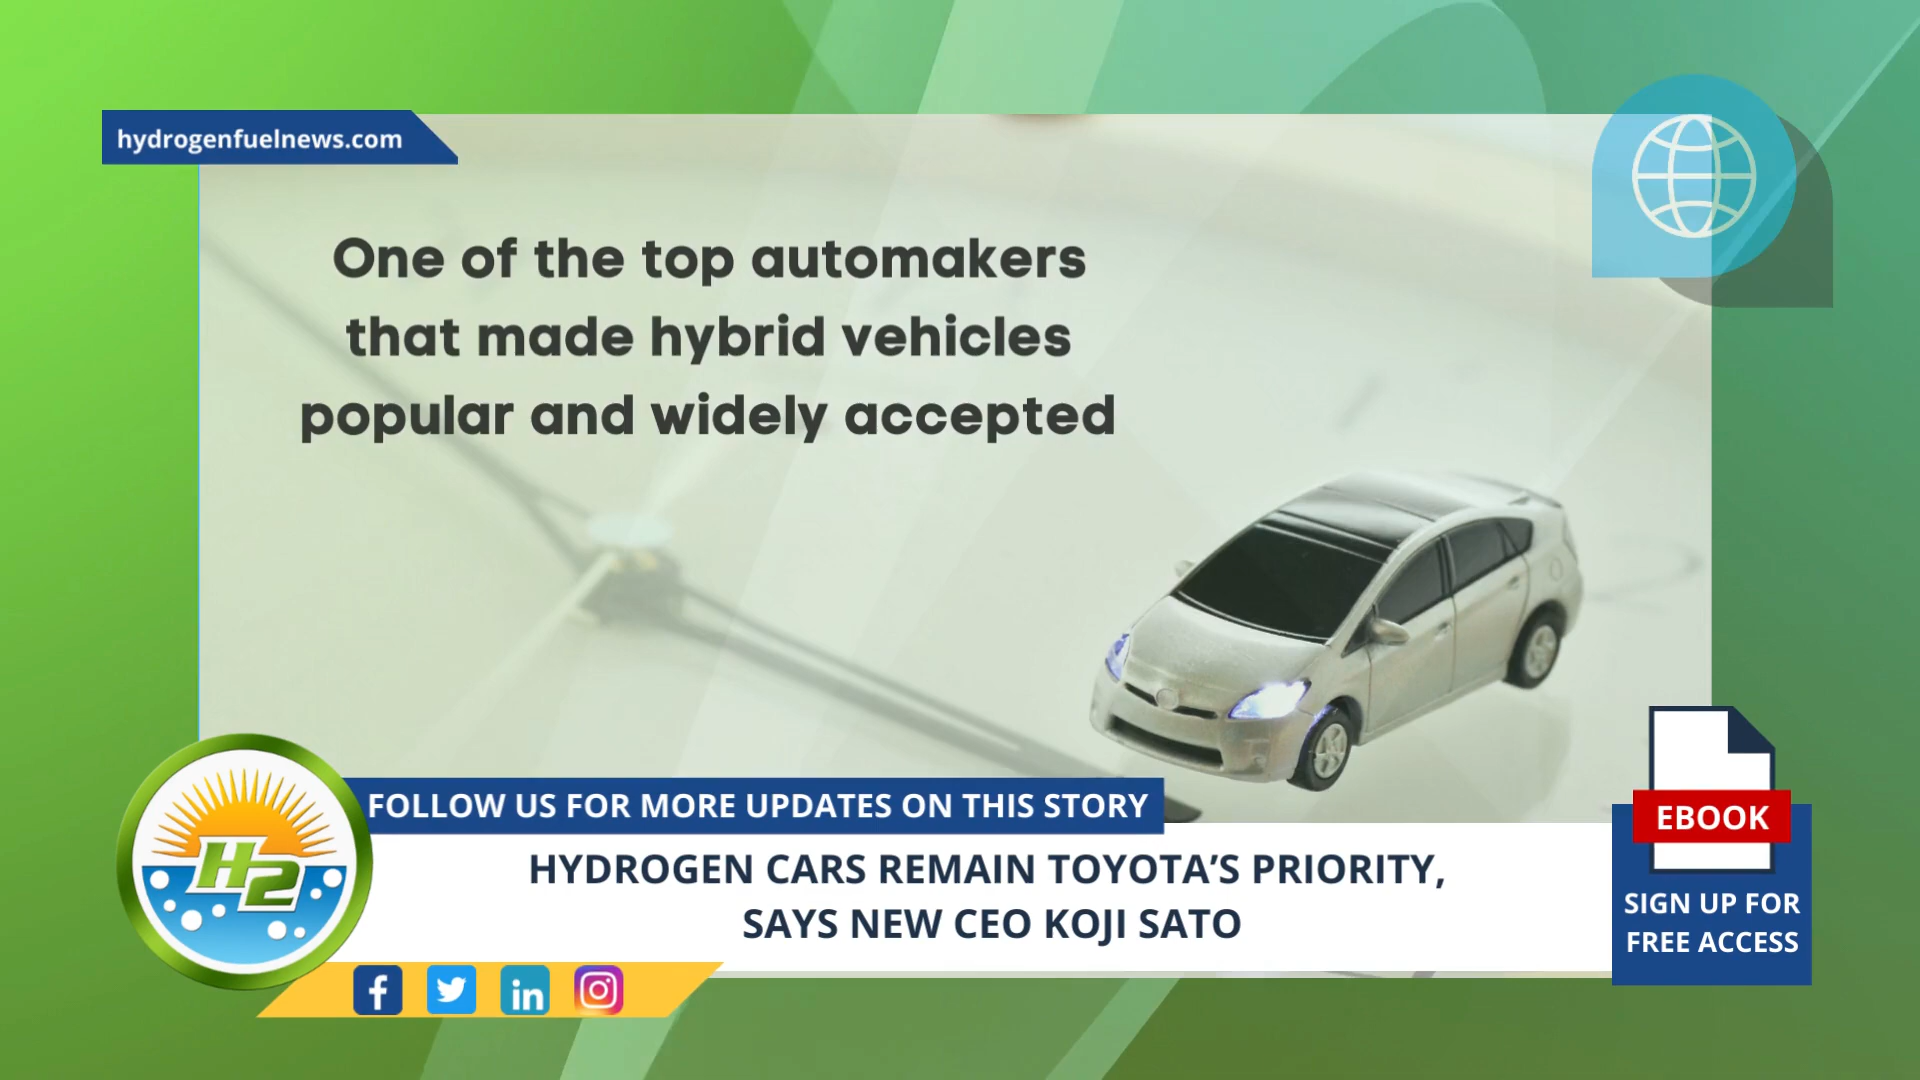 hydrogenfuelnews.com
One of the top automakers
that made hybrid vehicles
popular and widely accepted
FOLLOW US FOR MORE UPDATES ON THIS STORY
HYDROGEN CARS REMAIN TOYOTA’S PRIORITY,
SAYS NEW CEO KOJI SATO
H2
EBOOK
SIGN UP FOR
FREE ACCESS